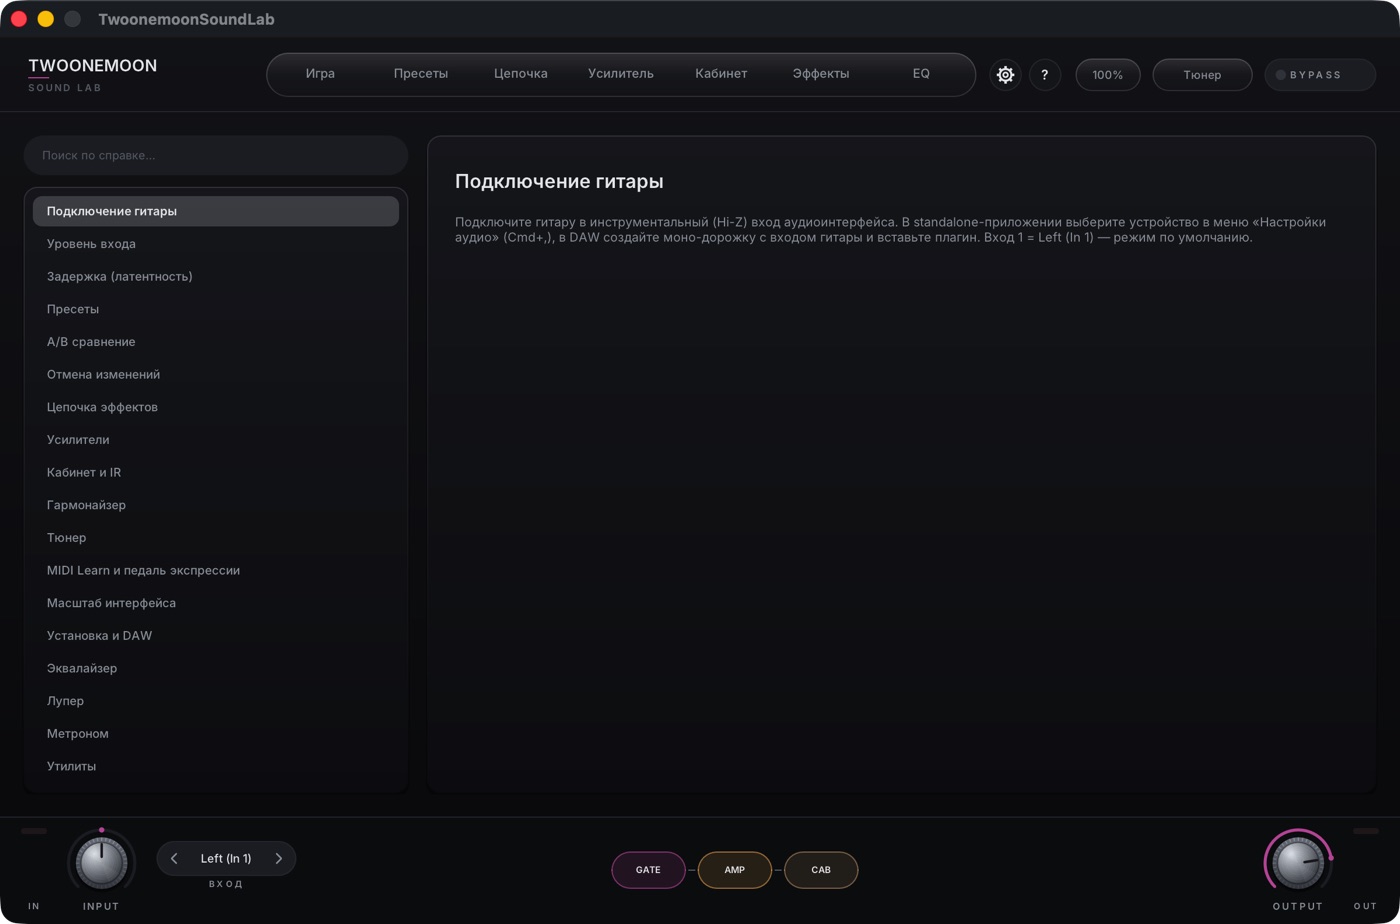 TwoonemoonSoundLab
TWOONEMOON
SOUND LAB
Игра
Пресеты
Цепочка
Усилитель
Кабинет
Эффекты
EQ
?
100%
Тюнер
BYPASS
Поиск по справке...
Подключение гитары
Уровень входа
Задержка (латентность)
Пресеты
A/B сравнение
Отмена изменений
Цепочка эффектов
Усилители
Кабинет и IR
Гармонайзер
Тюнер
MIDI Learn и педаль экспрессии
Масштаб интерфейса
Установка и DAW
Эквалайзер
Лупер
Метроном
Утилиты
Подключение гитары
Подключите гитару в инструментальный (Hi-Z) вход аудиоинтерфейса. В standalone-приложении выберите устройство в меню «Настройки
аудио» (Cmd+,), в DAW создайте моно-дорожку с входом гитары и вставьте плагин. Вход 1 = Left (In 1) — режим по умолчанию.
IN
INPUT
Left (In 1)
ВХОД
GATE
AMP
CAB
OUTPUT
OUT